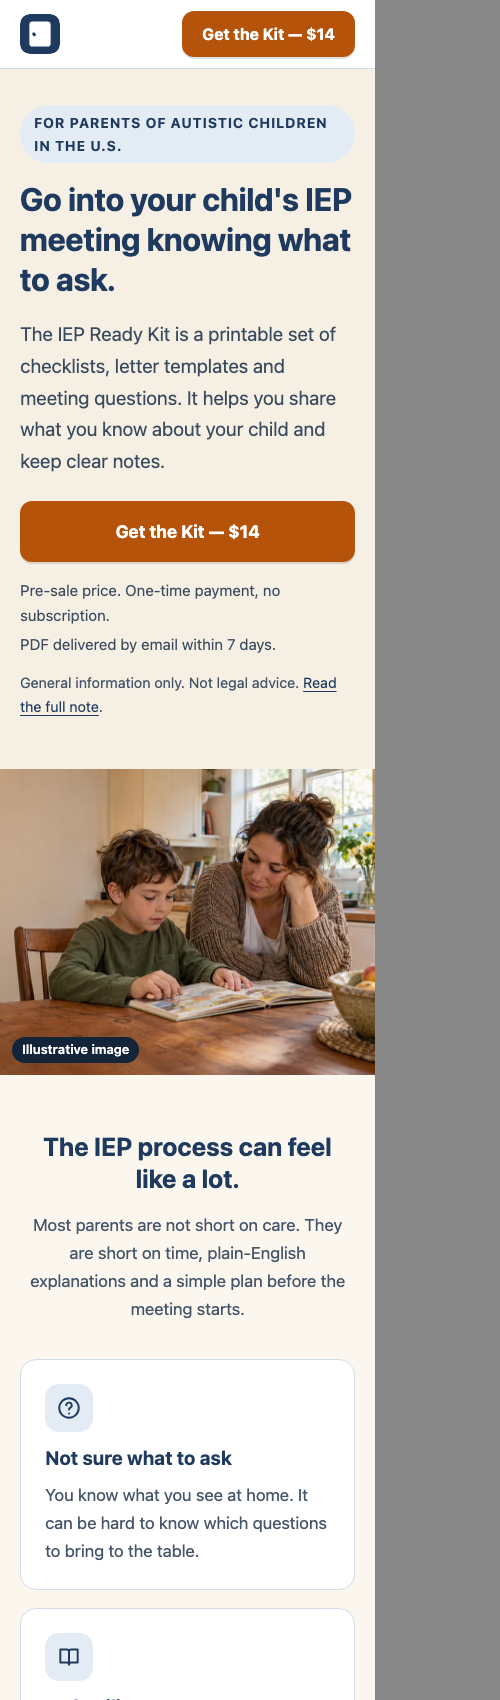 Get the Kit — $14
FOR PARENTS OF AUTISTIC CHILDREN
IN THE U.S.
Go into your child's IEP
meeting knowing what
to ask.
The IEP Ready Kit is a printable set of
checklists, letter templates and
meeting questions. It helps you share
what you know about your child and
keep clear notes.
Get the Kit — $14
Pre-sale price. One-time payment, no
subscription.
PDF delivered by email within 7 days.
General information only. Not legal advice. Read
the full note.
Illustrative image
The IEP process can feel
like a lot.
Most parents are not short on care. They
are short on time, plain-English
explanations and a simple plan before the
meeting starts.
Not sure what to ask
You know what you see at home. It
can be hard to know which questions
to bring to the table.